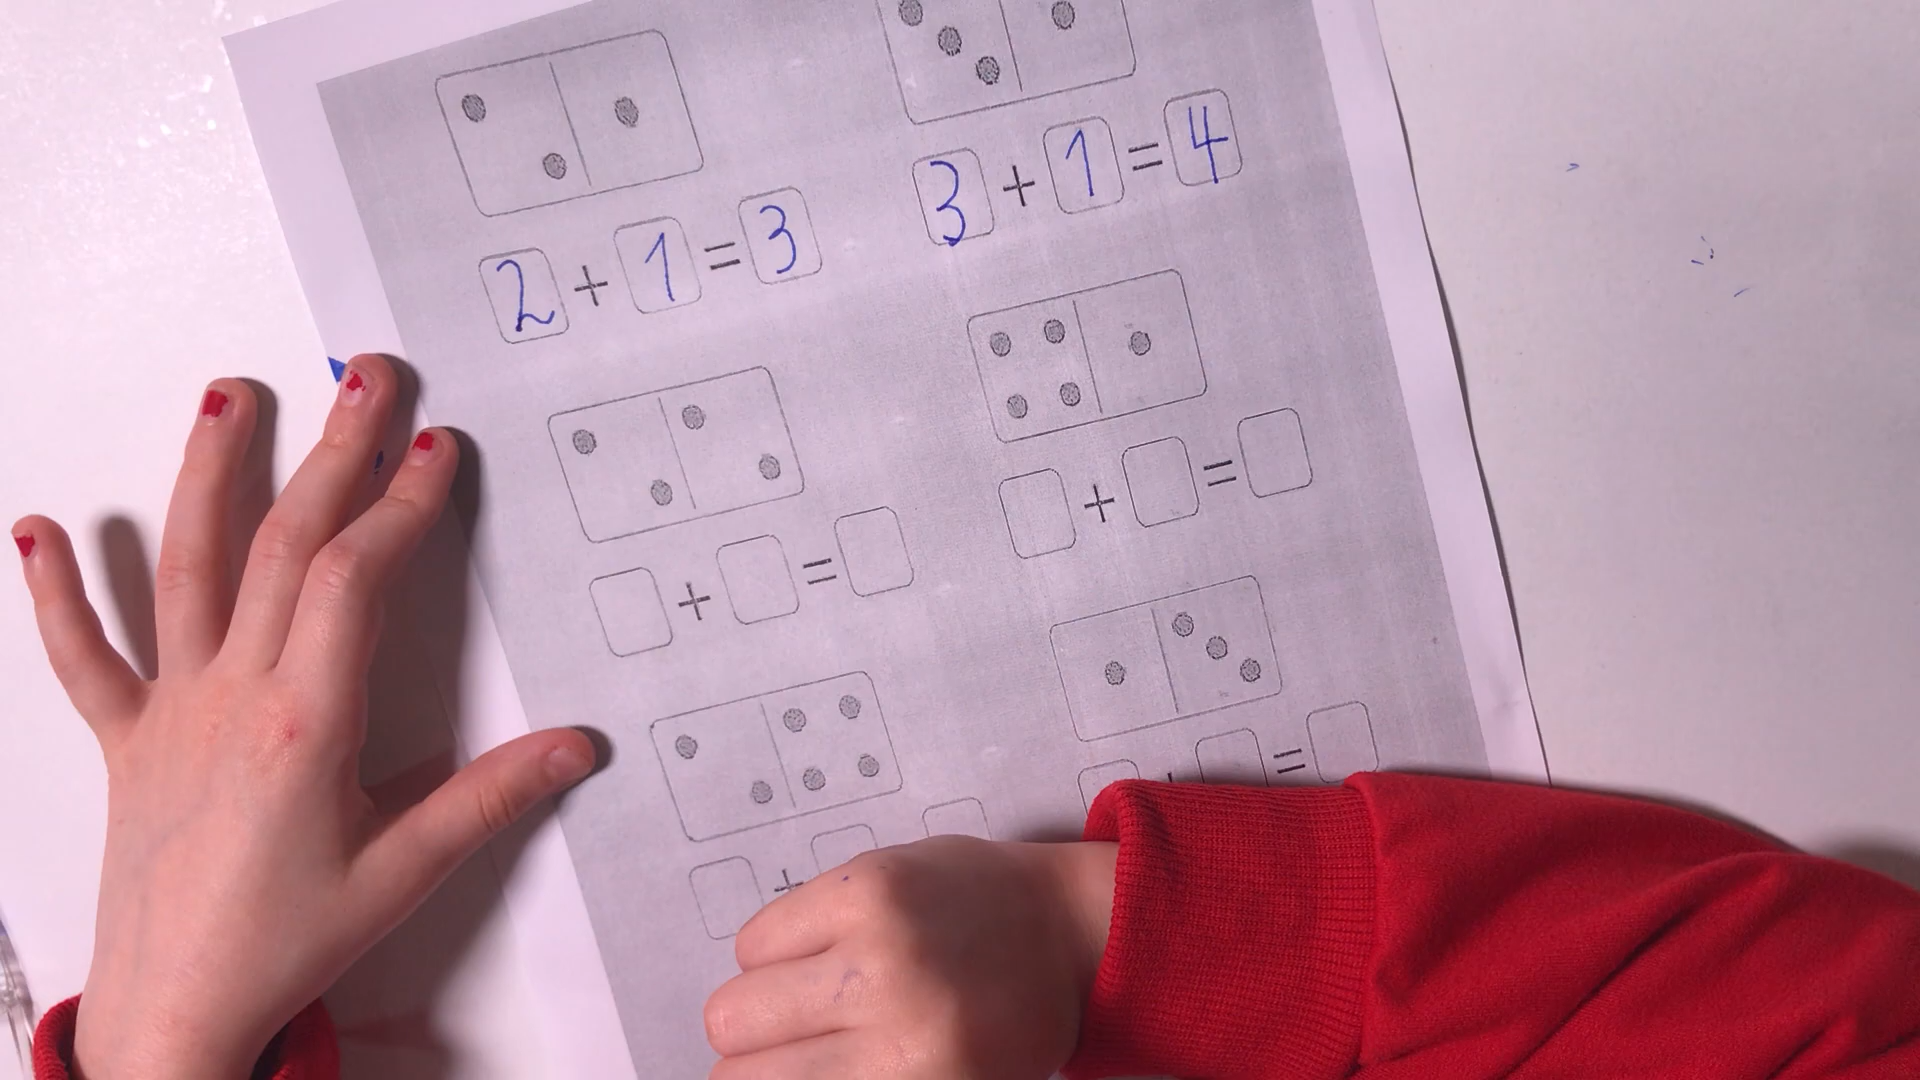 2 + 1 = 3
3 + 1 = 4
+ =
+ =
+
+ =